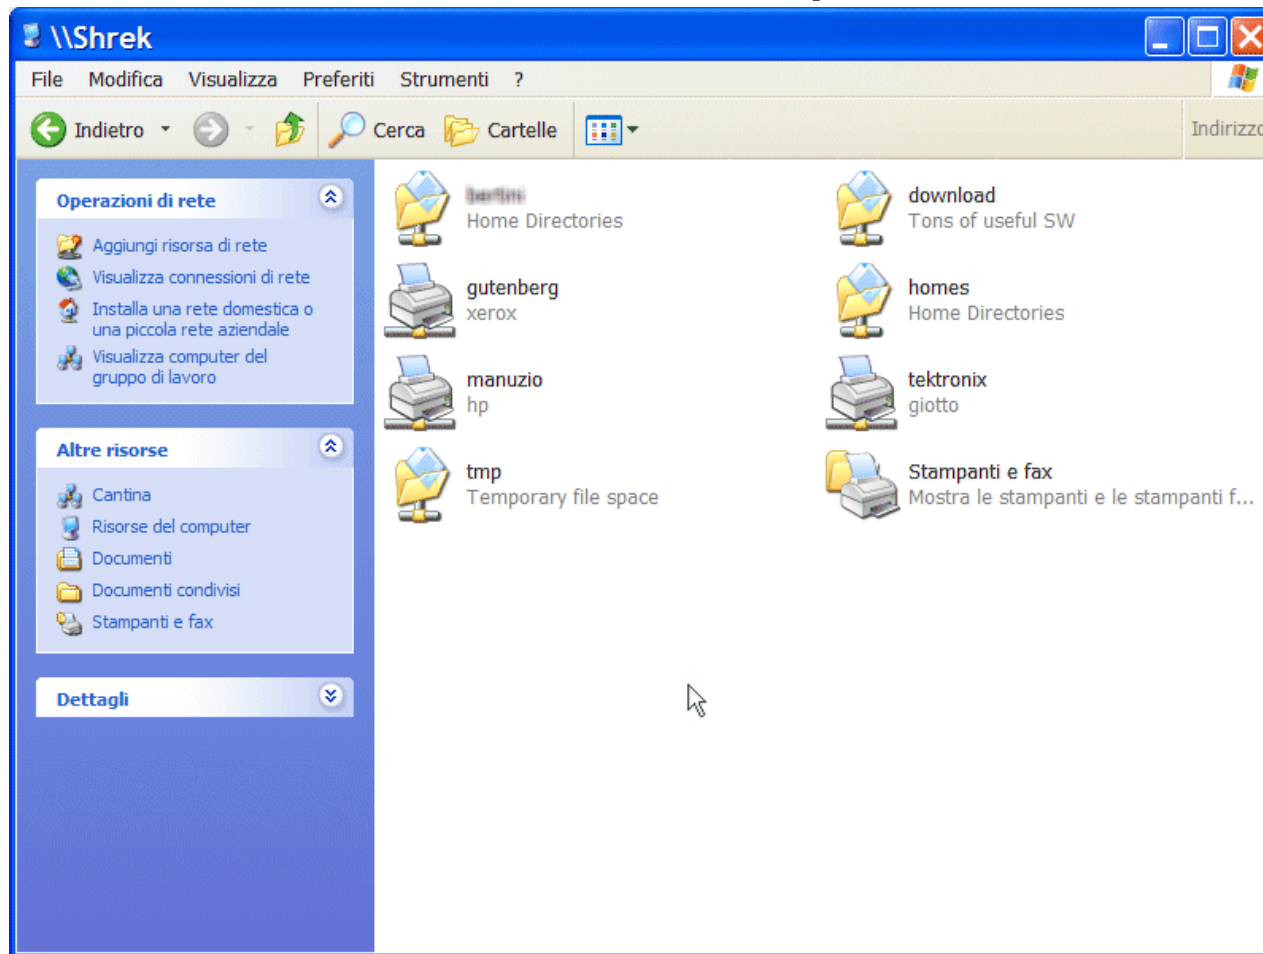 \\Shrek
File Modifica Visualizza Preferiti Strumenti ?
Indietro Cerca Cartelle Indirizzo
Operazioni di rete
Aggiungi risorsa di rete
Visualizza connessioni di rete
Installa una rete domestica o
una piccola rete aziendale
Visualizza computer del
gruppo di lavoro
Altre risorse
Cantina
Risorse del computer
Documenti
Documenti condivisi
Stampanti e fax
Dettagli
Home Directories
download
Tons of useful SW
gutenberg
xerox
homes
Home Directories
manuzio
hp
tektronix
giotto
tmp
Temporary file space
Stampanti e fax
Mostra le stampanti e le stampanti f...